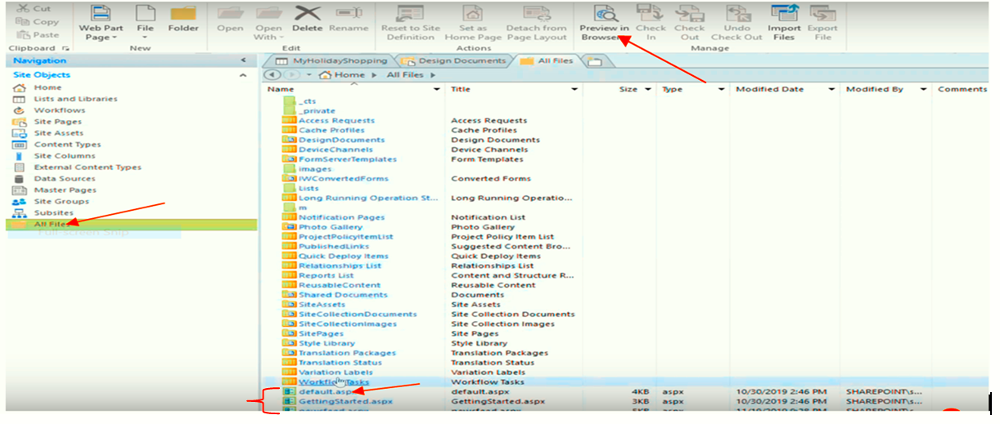 Cut
Copy
Paste
Clipboard
Web Part
Page
File
Folder
New
Open
Open
With
Delete
Rename
Edit
Reset to Site
Definition
Set as
Home Page
Detach from
Page Layout
Actions
Preview in
Browser
Check
In
Check
Out
Undo
Check Out
Import
Files
Export
File
Manage
Navigation
Site Objects
Home
Lists and Libraries
Workflows
Site Pages
Site Assets
Content Types
Site Columns
External Content Types
Data Sources
Master Pages
Site Groups
Subsites
All Files
Full-screen Snip
MyHolidayShopping Design Documents All Files
Home All Files
Name Title Size Type Modified Date Modified By Comments
_cts
_private
Access Requests Access Requests
Cache Profiles Cache Profiles
DesignDocuments Design Documents
DeviceChannels Device Channels
FormServerTemplates Form Templates
images
IWConvertedForms Converted Forms
Lists
Long Running Operation St... Long Running Operatio...
m
Notification Pages Notification List
Photo Gallery Photo Gallery
ProjectPolicyItemList Project Policy Item List
PublishedLinks Suggested Content Bro...
Quick Deploy Items Quick Deploy Items
Relationships List Relationships List
Reports List Content and Structure R...
ReusableContent Reusable Content
Shared Documents Documents
SiteAssets Site Assets
SiteCollectionDocuments Site Collection Documents
SiteCollectionImages Site Collection Images
SitePages Site Pages
Style Library Style Library
Translation Packages Translation Packages
Translation Status Translation Status
Variation Labels Variation Labels
Workflow Tasks Workflow Tasks
default.aspx default.aspx 4KB aspx 10/30/2019 2:46 PM SHAREPOINT\s...
GettingStarted.aspx GettingStarted.aspx 3KB aspx 10/30/2019 2:46 PM SHAREPOINT\s...